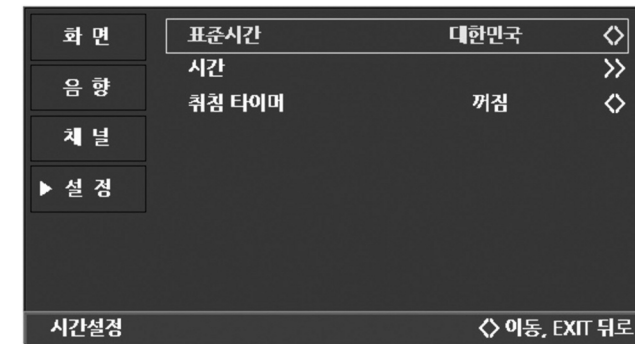 화 면
음 향
채 널
▶ 설 정
표준시간 대한민국 <>
시간 >>
취침 타이머 꺼짐 <>
시간설정 <> 이동, EXIT 뒤로